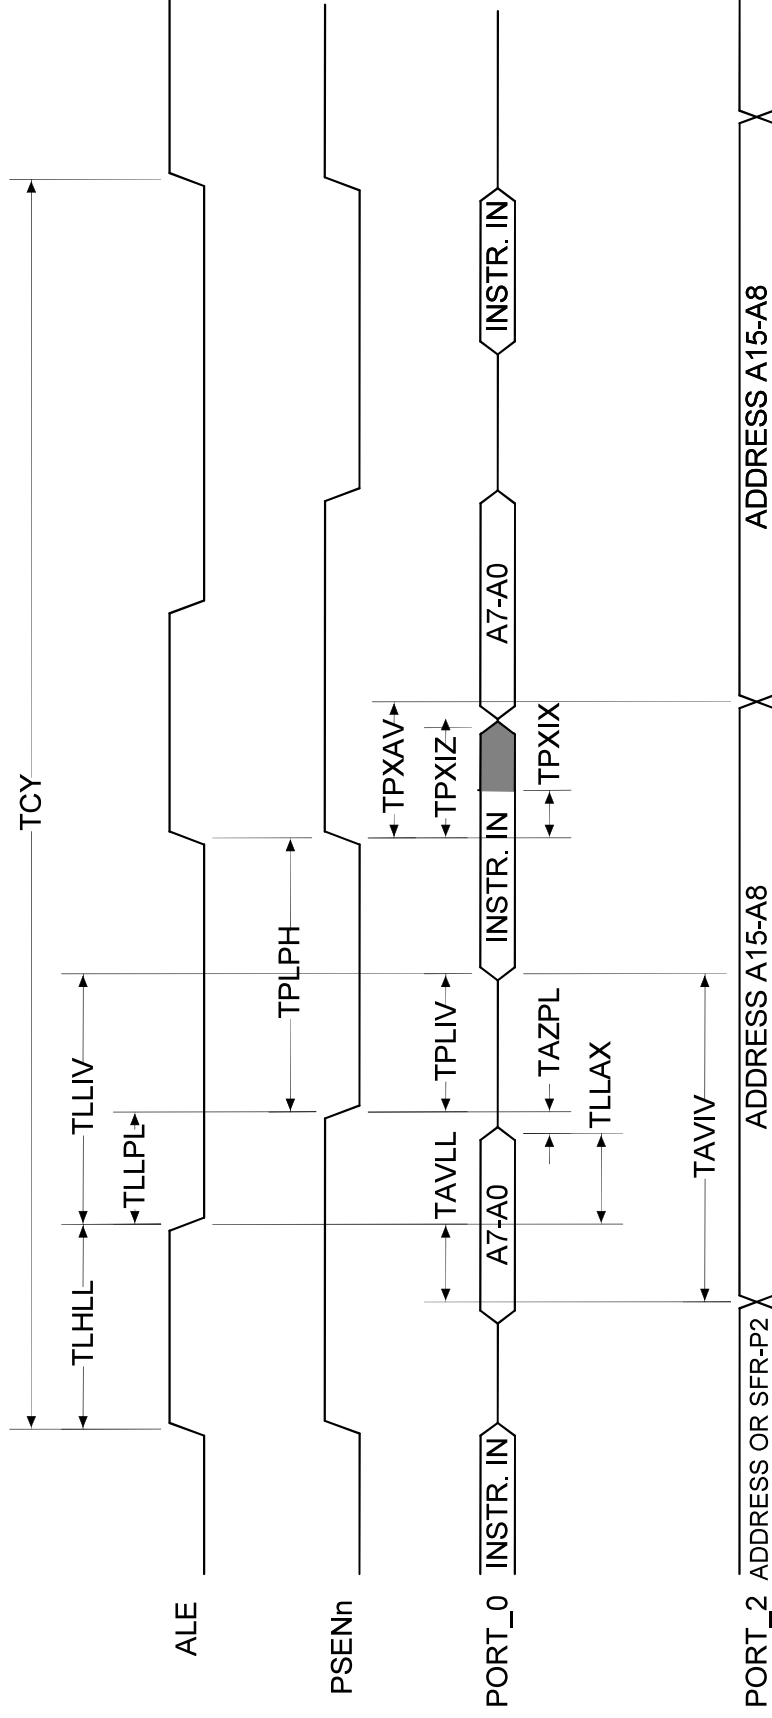 TCY
TLHLL
TLLIV
TLLPL
ALE
TPLPH
PSENn
TPXAV
TAVLL
TPLIV
TPXIZ
PORT_0
INSTR. IN
A7-A0
INSTR. IN
A7-A0
INSTR. IN
TAZPL
TPXIX
TLLAX
TAVIV
PORT_2
ADDRESS OR SFR-P2
ADDRESS A15-A8
ADDRESS A15-A8